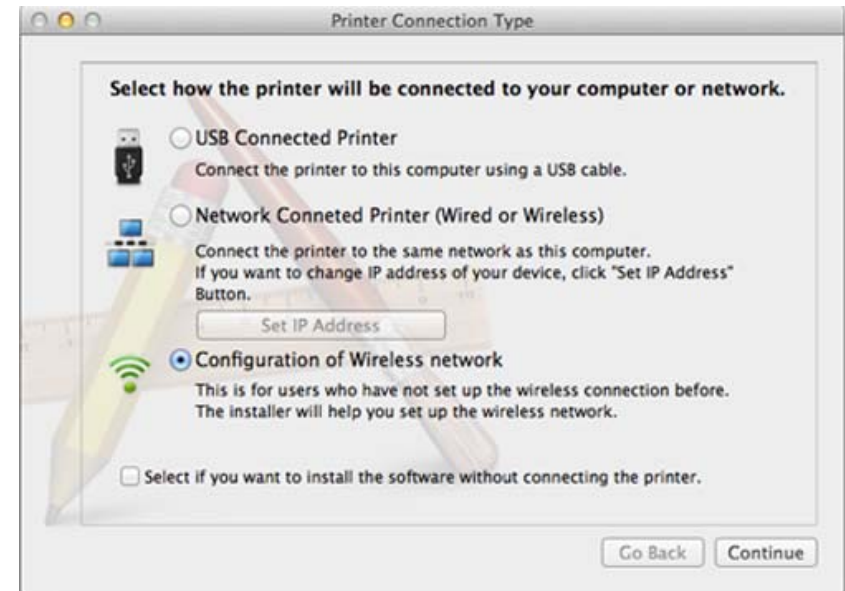 Printer Connection Type
Select how the printer will be connected to your computer or network.
USB Connected Printer
Connect the printer to this computer using a USB cable.
Network Conneted Printer (Wired or Wireless)
Connect the printer to the same network as this computer.
If you want to change IP address of your device, click "Set IP Address"
Button.
Set IP Address
Configuration of Wireless network
This is for users who have not set up the wireless connection before.
The installer will help you set up the wireless network.
Select if you want to install the software without connecting the printer.
Go Back
Continue